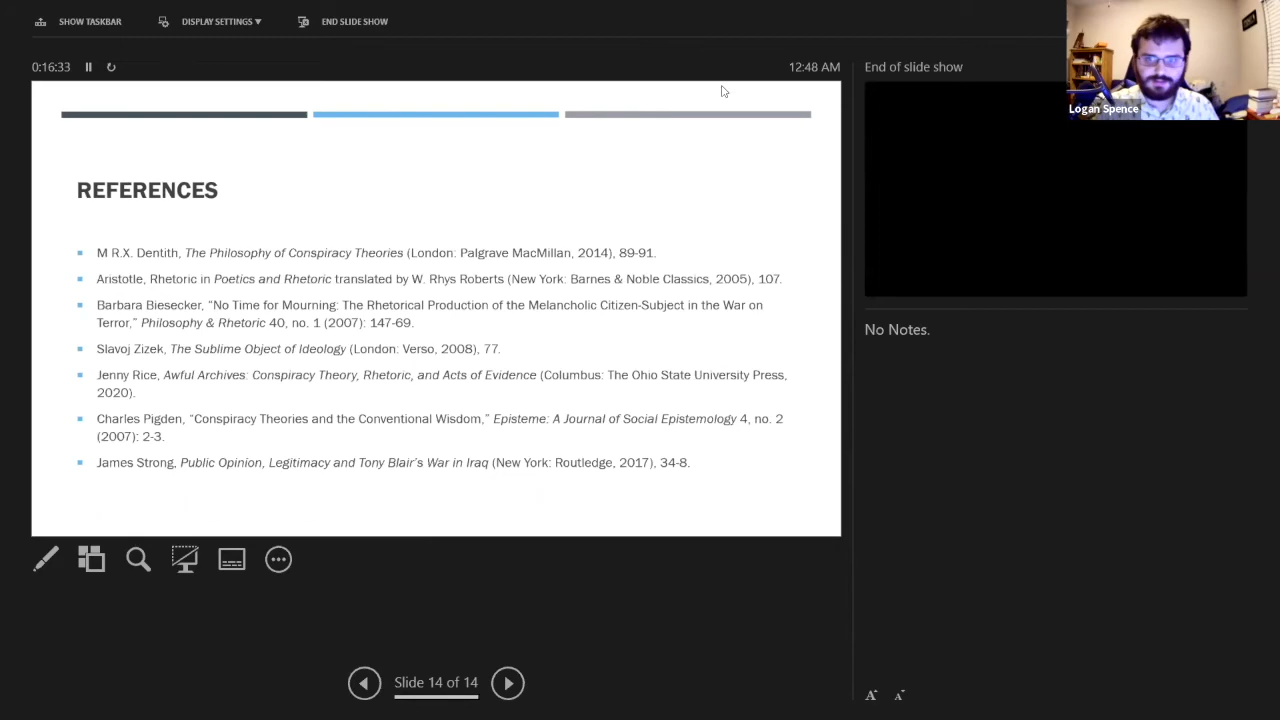 SHOW TASKBAR
DISPLAY SETTINGS
END SLIDE SHOW
0:16:33
12:48 AM
End of slide show
Logan Spence
REFERENCES
M R.X. Dentith, The Philosophy of Conspiracy Theories (London: Palgrave MacMillan, 2014), 89-91.
Aristotle, Rhetoric in Poetics and Rhetoric translated by W. Rhys Roberts (New York: Barnes & Noble Classics, 2005), 107.
Barbara Biesecker, “No Time for Mourning: The Rhetorical Production of the Melancholic Citizen-Subject in the War on
Terror,” Philosophy & Rhetoric 40, no. 1 (2007): 147-69.
Slavoj Zizek, The Sublime Object of Ideology (London: Verso, 2008), 77.
Jenny Rice, Awful Archives: Conspiracy Theory, Rhetoric, and Acts of Evidence (Columbus: The Ohio State University Press,
2020).
Charles Pigden, “Conspiracy Theories and the Conventional Wisdom,” Episteme: A Journal of Social Epistemology 4, no. 2
(2007): 2-3.
James Strong, Public Opinion, Legitimacy and Tony Blair’s War in Iraq (New York: Routledge, 2017), 34-8.
No Notes.
Slide 14 of 14
A A